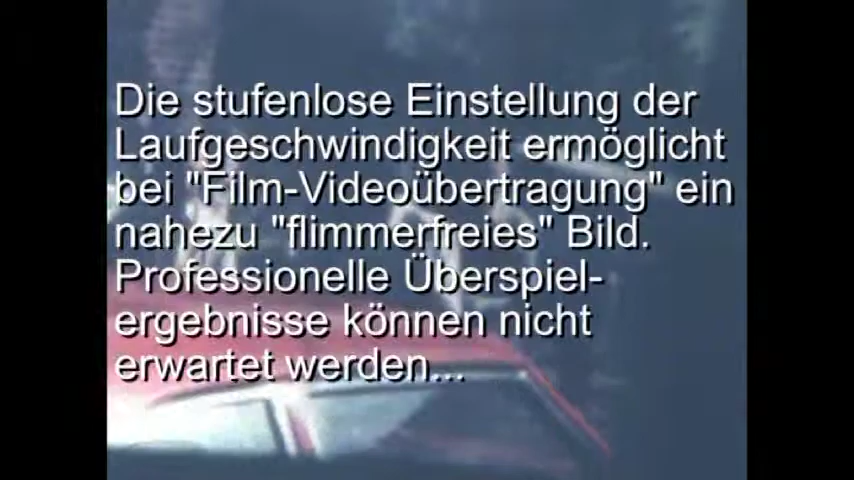 Die stufenlose Einstellung der
Laufgeschwindigkeit ermöglicht
bei "Film-Videoübertragung" ein
nahezu "flimmerfreies" Bild.
Professionelle Überspiel-
ergebnisse können nicht
erwartet werden...